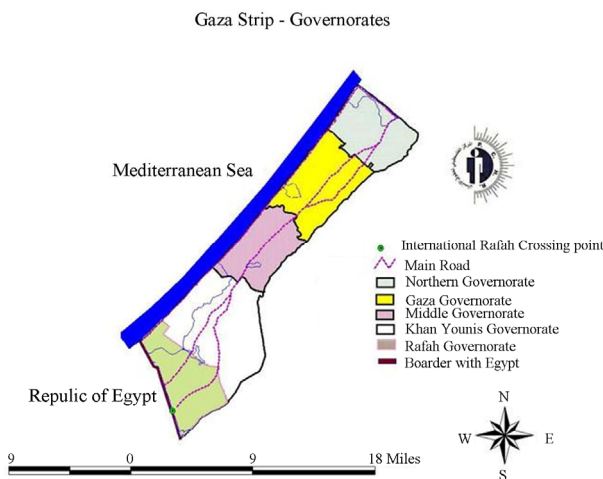 Gaza Strip - Governorates
Mediterranean Sea
International Rafah Crossing point
Main Road
Northern Governorate
Gaza Governorate
Middle Governorate
Khan Younis Governorate
Rafah Governorate
Boarder with Egypt
Repulic of Egypt
N
W E
S
9 0 9 18 Miles